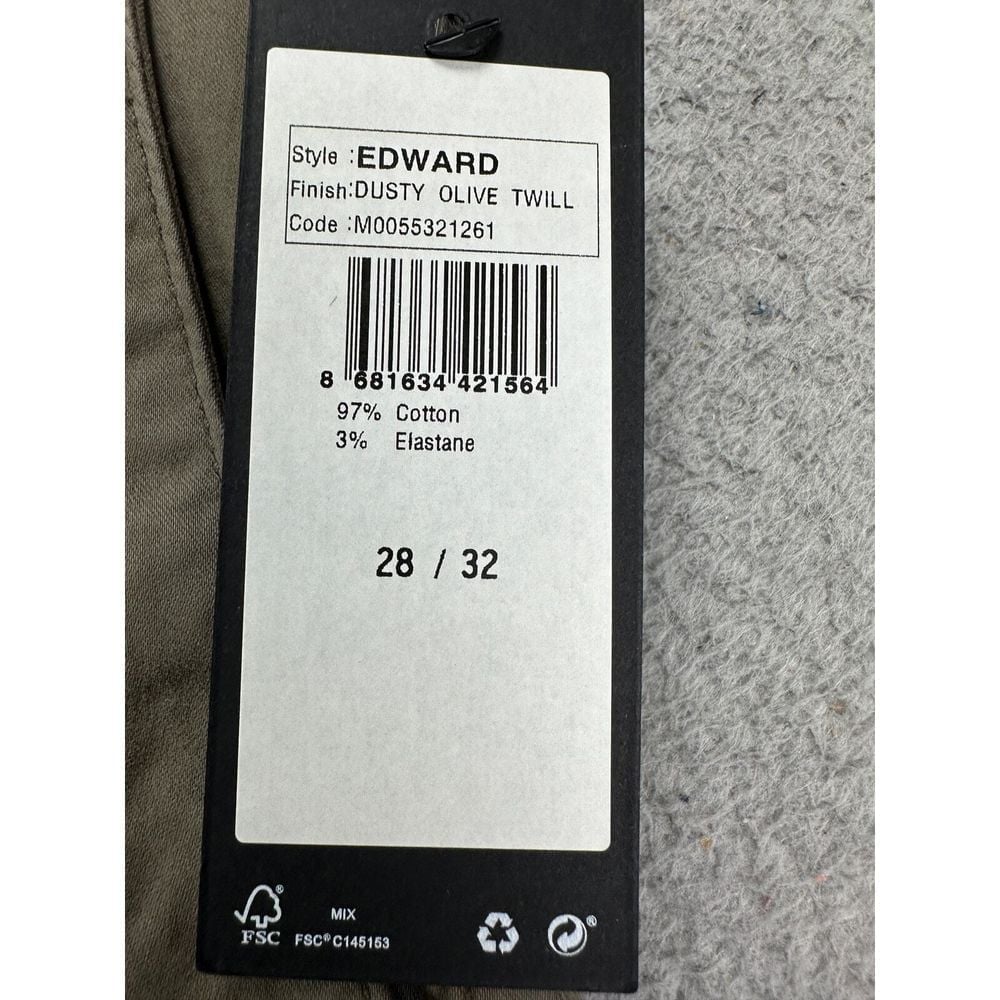 Style :EDWARD
Finish:DUSTY OLIVE TWILL
Code :M0055321261
8 681634 421564
97% Cotton
3% Elastane
28 / 32
MIX
FSC
FSC® C145153